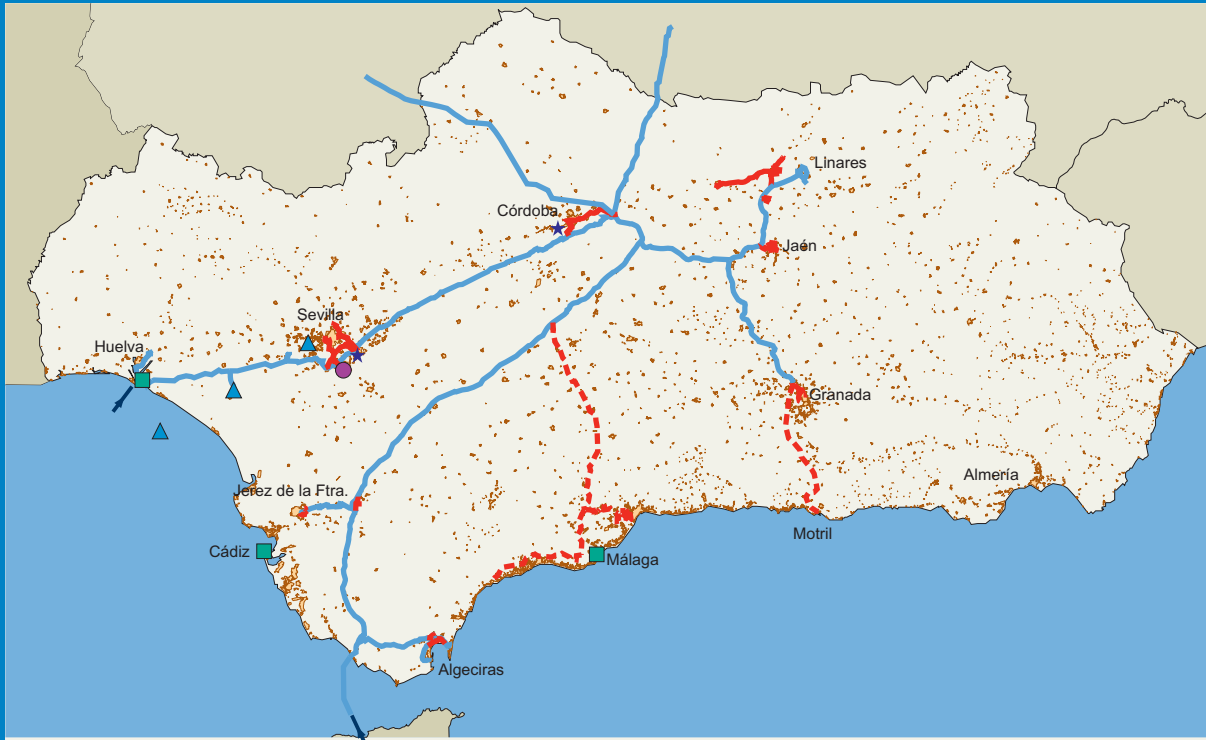 Linares
Córdoba
Jaén
Sevilla
Huelva
Granada
Almería
Jerez de la Ftra.
Motril
Cádiz
Málaga
Algeciras